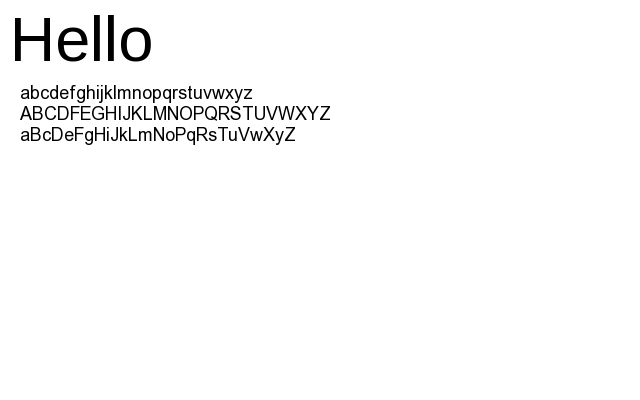 Hello
abcdefghijklmnopqrstuvwxyz
ABCDFEGHIJKLMNOPQRSTUVWXYZ
aBcDeFgHiJkLmNoPqRsTuVwXyZ